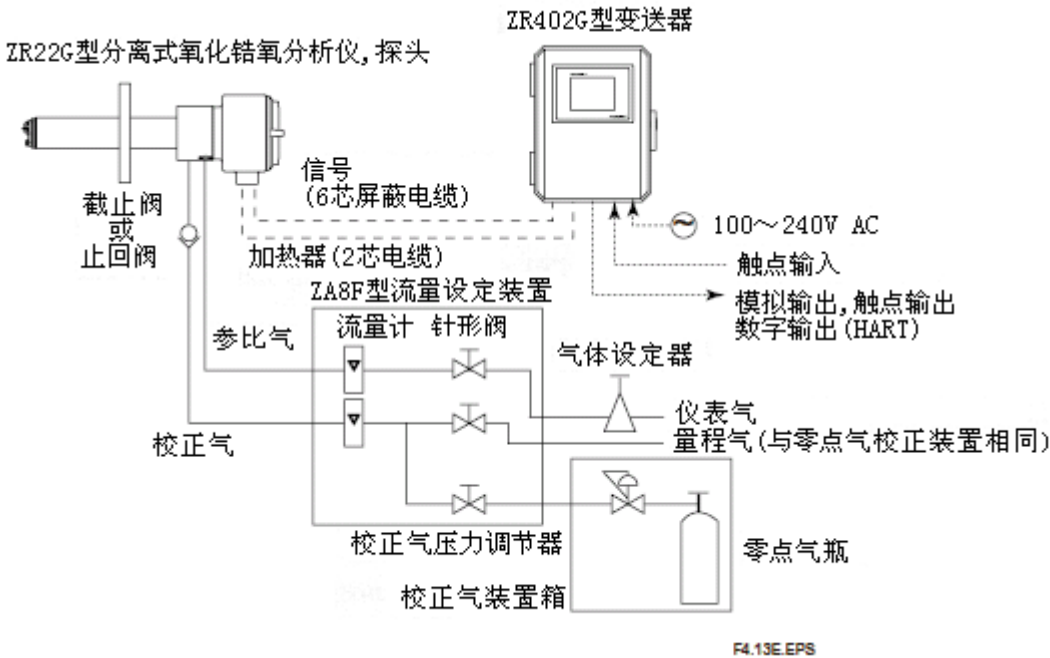 ZR402G型变送器
ZR22G型分离式氧化锆氧分析仪,探头
信号
(6芯屏蔽电缆)
截止阀
或
止回阀
100～240V AC
加热器(2芯电缆)
触点输入
ZA8F型流量设定装置
模拟输出,触点输出
数字输出(HART)
流量计 针形阀
参比气
气体设定器
仪表气
校正气
量程气(与零点气校正装置相同)
校正气压力调节器
零点气瓶
校正气装置箱
F4.13E.EPS